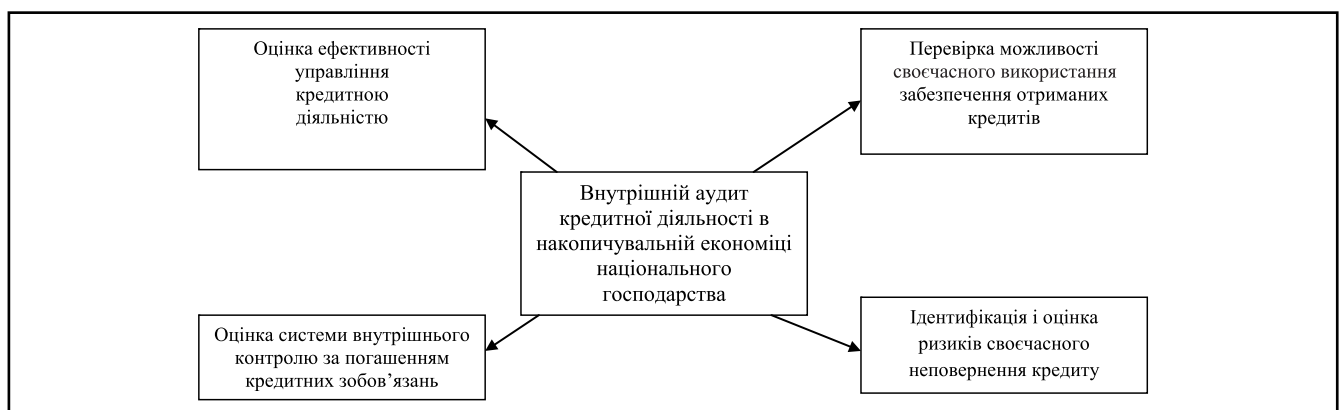 Оцінка ефективності
управління
кредитною
діяльністю
Перевірка можливості
своєчасного використання
забезпечення отриманих
кредитів
Внутрішній аудит
кредитної діяльності в
накопичувальній економіці
національного
господарства
Оцінка системи внутрішнього
контролю за погашенням
кредитних зобов’язань
Ідентифікація і оцінка
ризиків своєчасного
неповернення кредиту